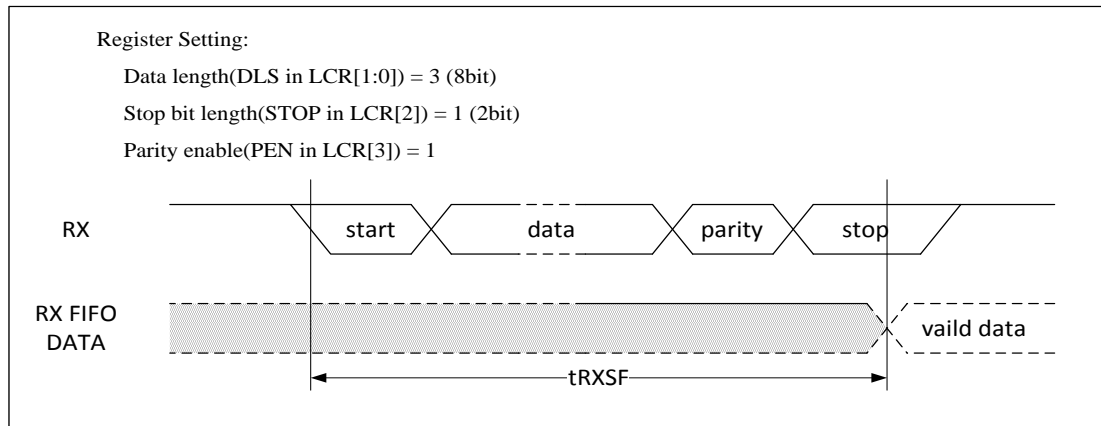 Register Setting:
Data length(DLS in LCR[1:0]) = 3 (8bit)
Stop bit length(STOP in LCR[2]) = 1 (2bit)
Parity enable(PEN in LCR[3]) = 1
RX
start
data
parity
stop
RX FIFO
DATA
vaild data
tRXSF